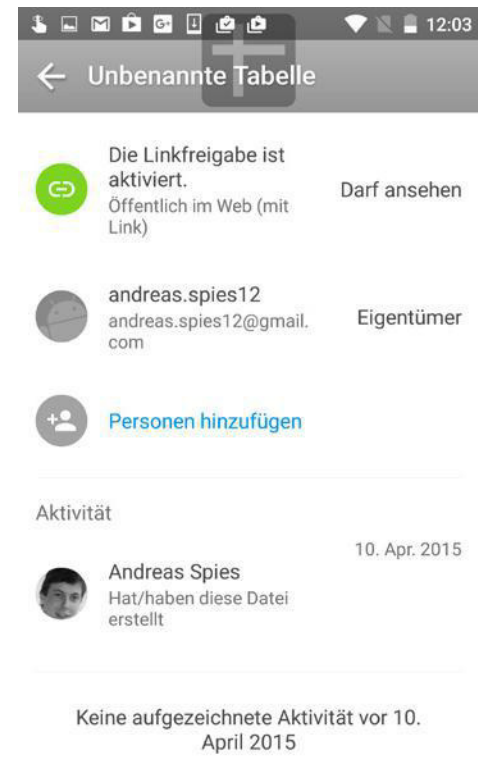 12:03
Unbenannte Tabelle
Die Linkfreigabe ist
aktiviert.
Darf ansehen
Öffentlich im Web (mit
Link)
andreas.spies12
Eigentümer
andreas.spies12@gmail.
com
Personen hinzufügen
Aktivität
10. Apr. 2015
Andreas Spies
Hat/haben diese Datei
erstellt
Keine aufgezeichnete Aktivität vor 10.
April 2015